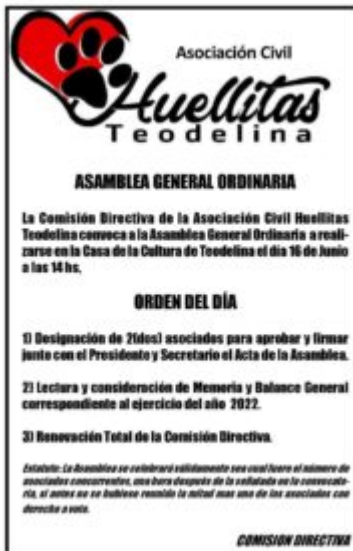 Asociación Civil
Huellitas
Teodelina
ASAMBLEA GENERAL ORDINARIA
La Comisión Directiva de la Asociación Civil Huellitas
Teodelina convoca a la Asamblea General Ordinaria a reali-
zarse en la Casa de la Cultura de Teodelina el día 16 de Junio
a las 14 hs,
ORDEN DEL DÍA
1) Designación de 2(dos) asociados para aprobar y firmar
junto con el Presidente y Secretario el Acta de la Asamblea.
2) Lectura y consideración de Memoria y Balance General
correspondiente al ejercicio del año 2022.
3) Renovación Total de la Comisión Directiva.
Estatuto: La Asamblea se celebrará válidamente sea cual fuere el número de
asociados concurrentes, una hora después de la señalada en la convocato-
ria, si antes no se hubiese reunido la mitad mas uno de los asociados con
derecho a voto.
COMISION DIRECTIVA